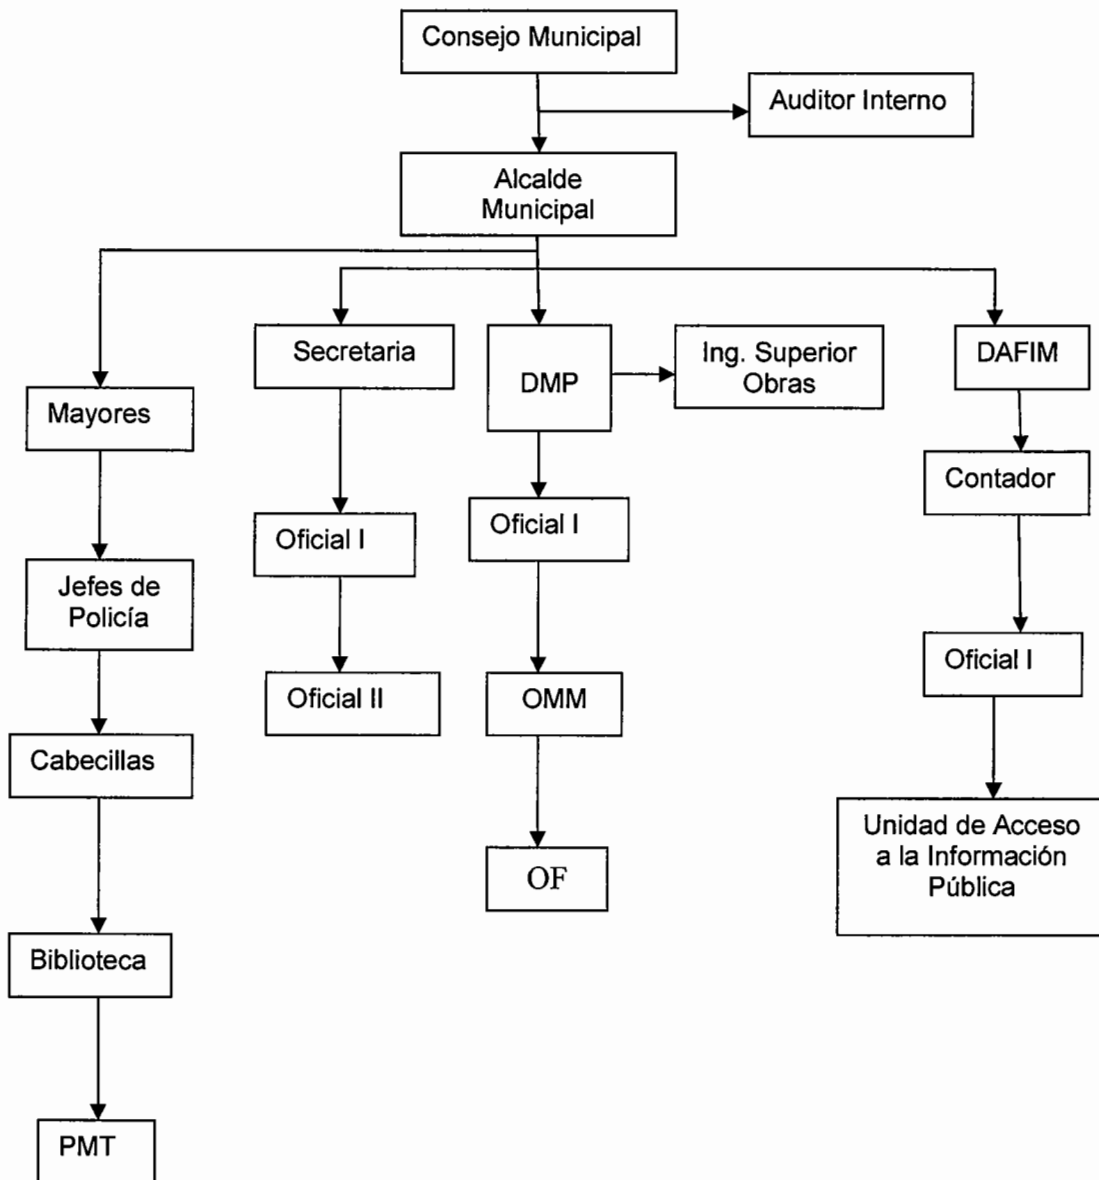 Consejo Municipal
Auditor Interno
Alcalde
Municipal
Secretaria
DMP
Ing. Superior
Obras
DAFIM
Mayores
Contador
Oficial I
Oficial I
Jefes de
Policía
Oficial I
Oficial II
OMM
Cabecillas
Unidad de Acceso
a la Información
Pública
OF
Biblioteca
PMT